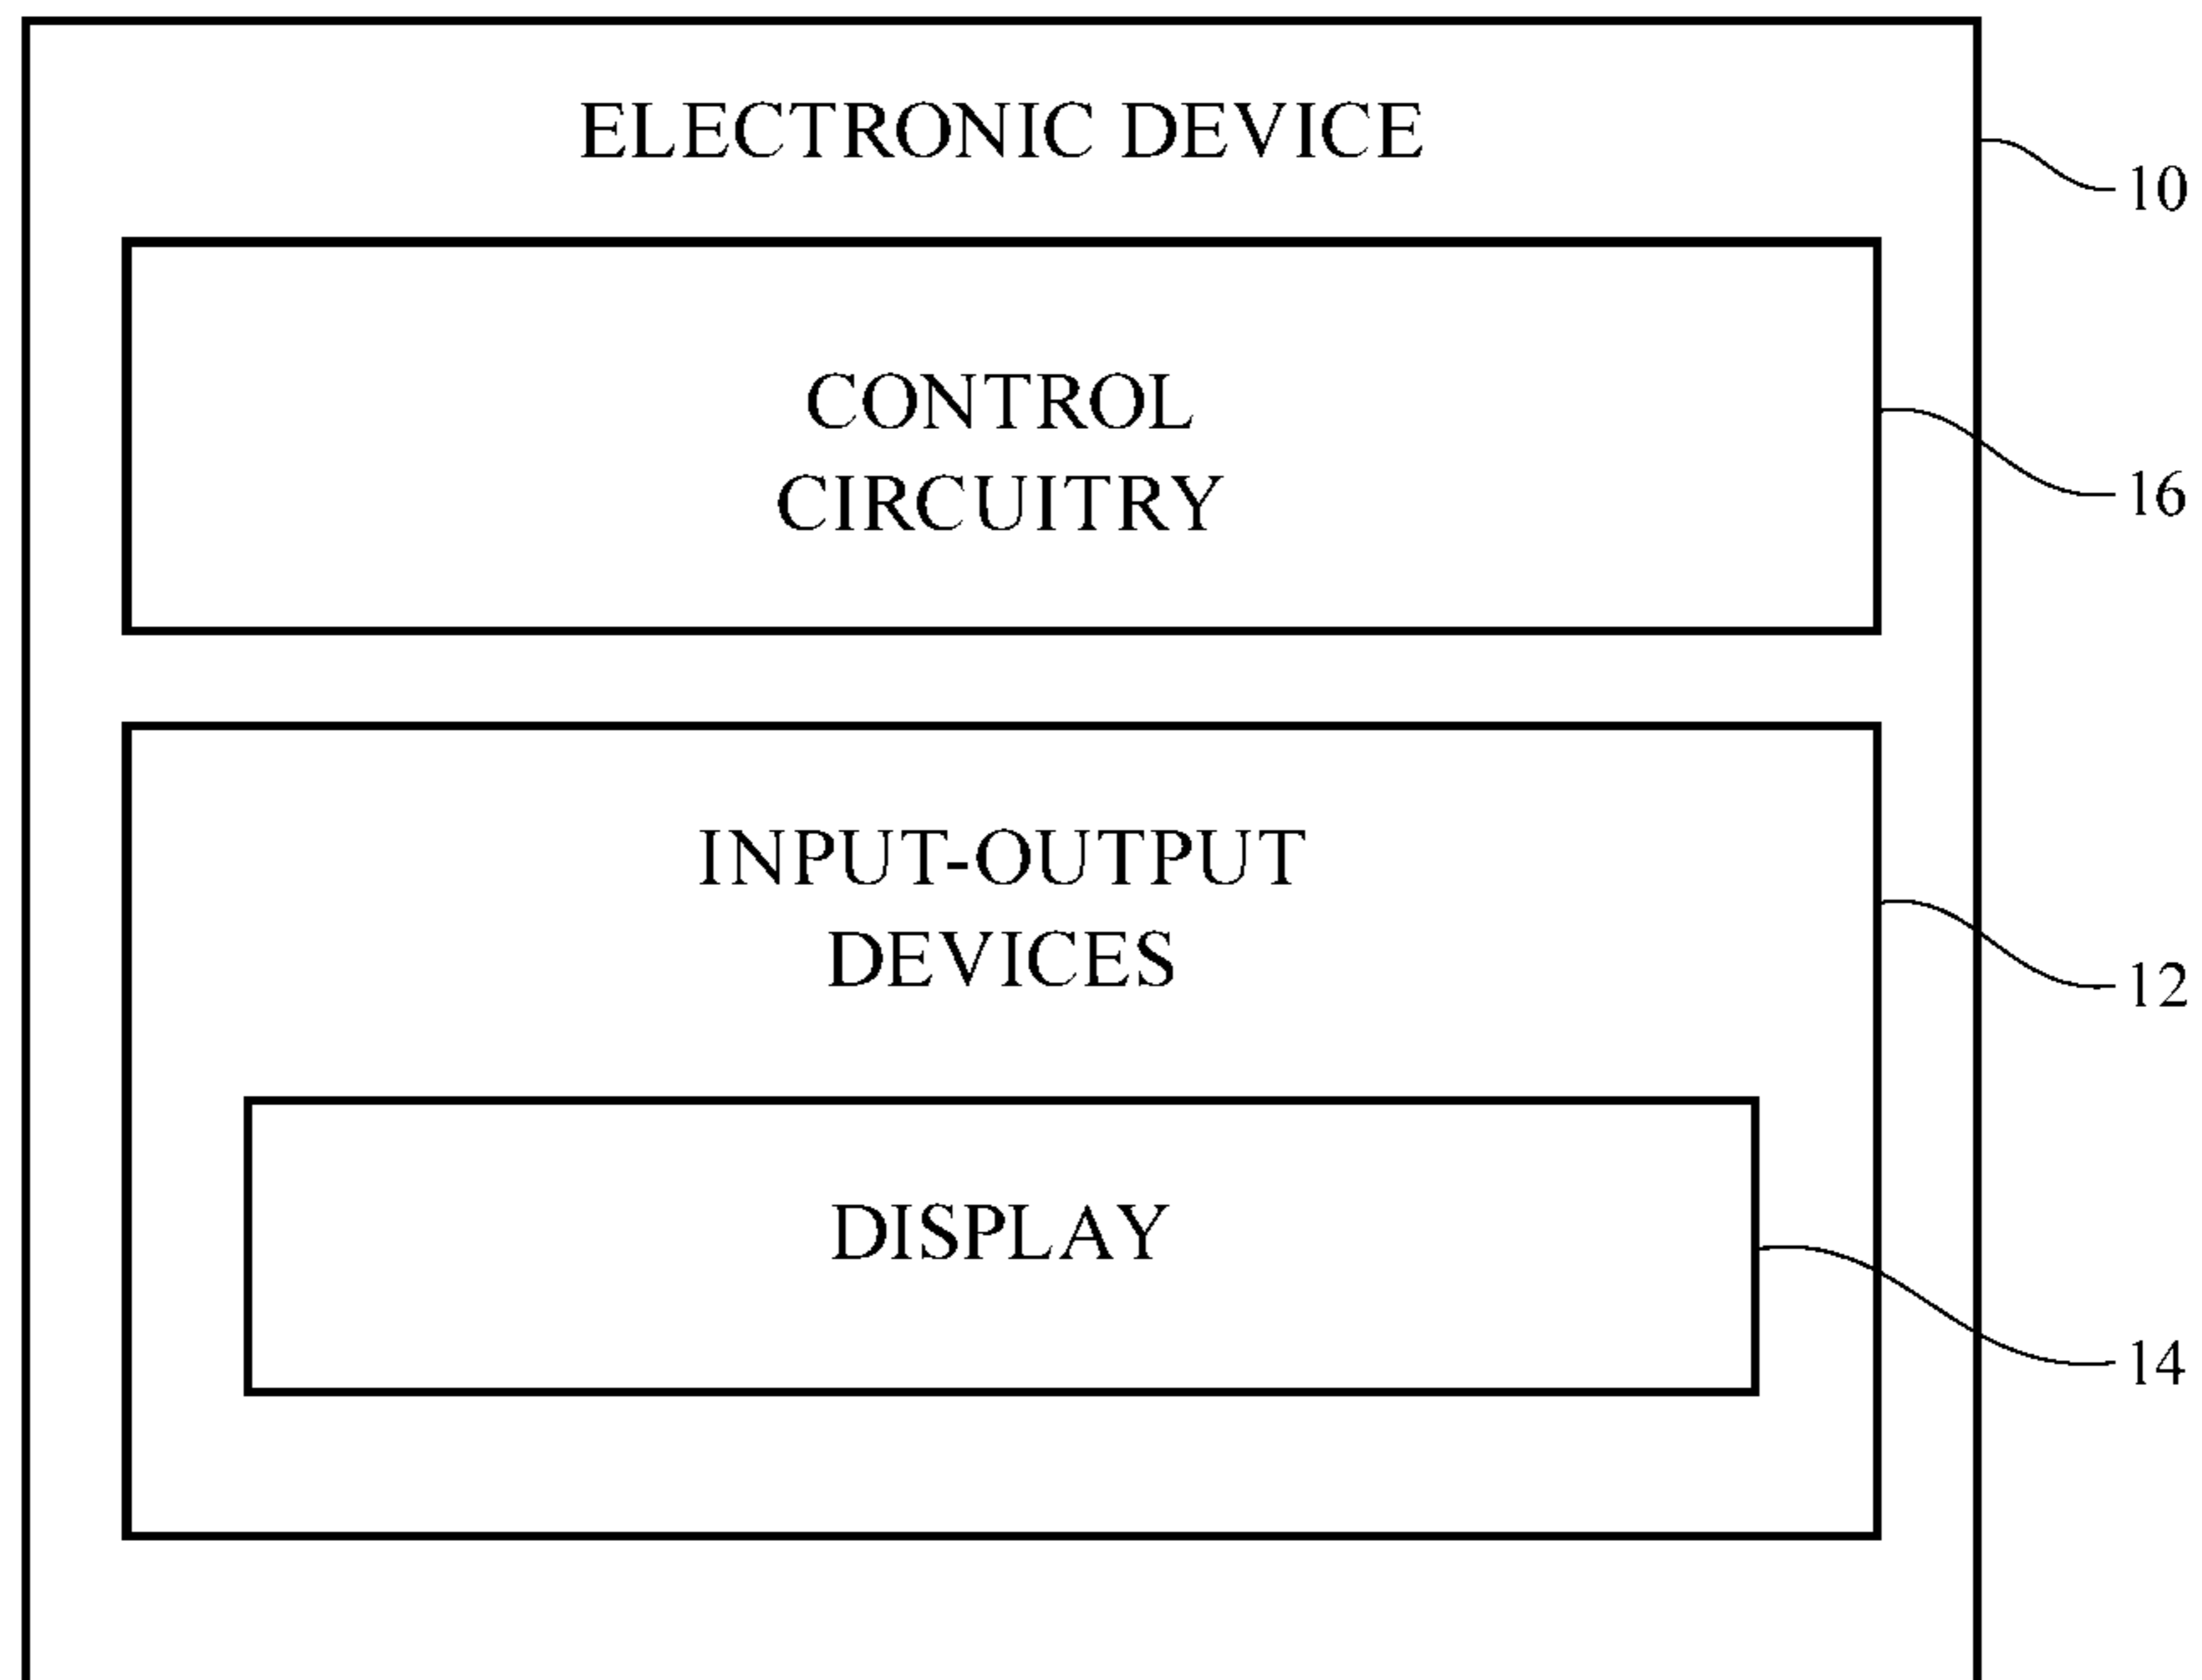 ELECTRONIC DEVICE
10
CONTROL
CIRCUITRY
16
INPUT-OUTPUT
DEVICES
12
DISPLAY
14